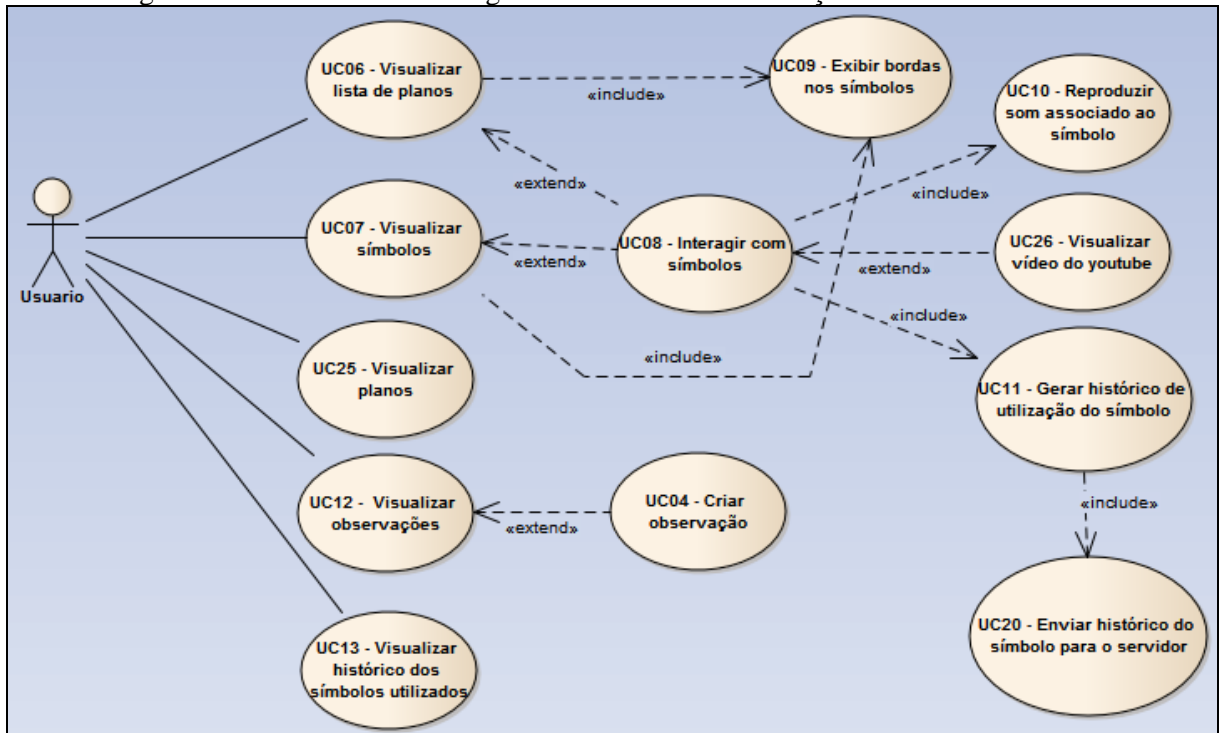 UC06 - Visualizar
lista de planos
«include»
UC09 - Exibir bordas
nos símbolos
UC10 - Reproduzir
som associado ao
símbolo
«extend»
«include»
UC07 - Visualizar
símbolos
«extend»
UC08 - Interagir com
símbolos
«extend»
UC26 - Visualizar
vídeo do youtube
Usuario
«include»
«include»
UC25 - Visualizar
planos
UC11 - Gerar histórico de
utilização do símbolo
UC12 - Visualizar
observações
«extend»
UC04 - Criar
observação
«include»
UC13 - Visualizar
histórico dos
símbolos utilizados
UC20 - Enviar histórico do
símbolo para o servidor